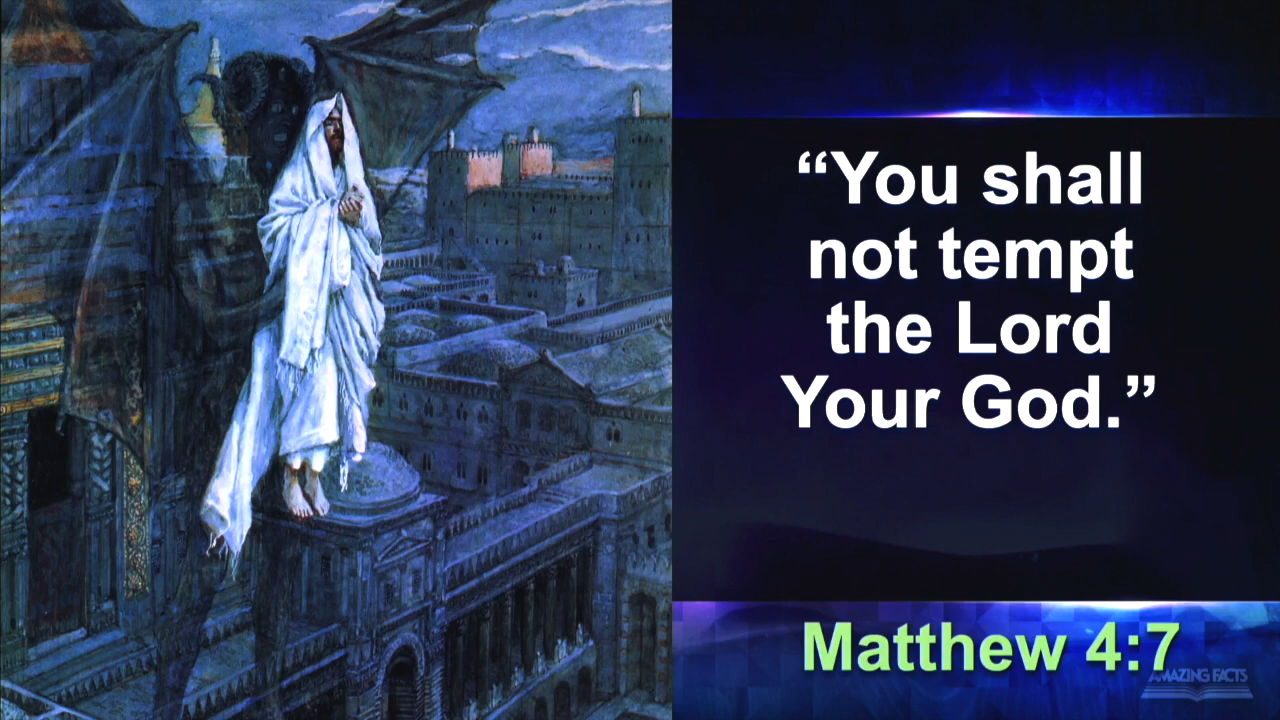 “You shall
not tempt
the Lord
Your God.”
Matthew 4:7
AMAZING FACTS